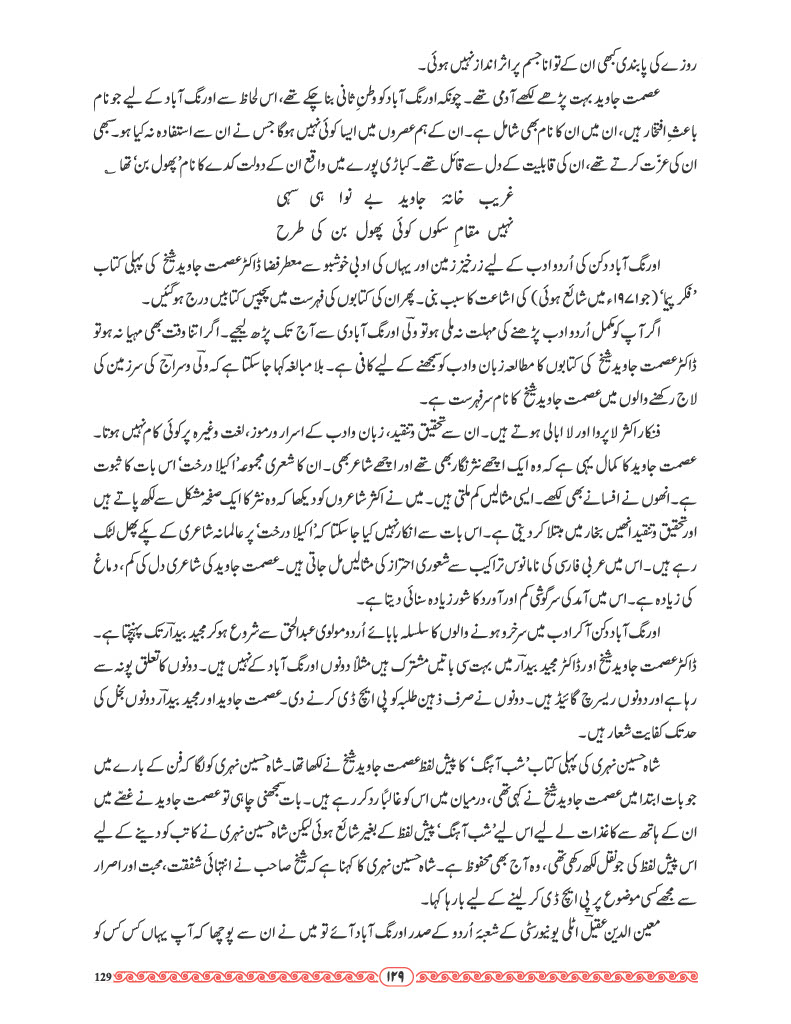 روزے کی پابندی کبھی ان کے توانا جسم پر اثر انداز نہیں ہوئی۔
عصمت جاوید بہت پڑھے لکھے آدمی تھے۔ چونکہ اورنگ آباد کو وطنِ ثانی بنا چکے تھے، اس لحاظ سے اورنگ آباد کے لیے جو نام
باعثِ افتخار ہیں، ان میں ان کا نام بھی شامل ہے۔ ان کے ہم عصروں میں ایسا کوئی نہیں ہوگا جس نے ان سے استفادہ نہ کیا ہو۔ سبھی
ان کی عزّت کرتے تھے، ان کی قابلیت کے دل سے قائل تھے۔ کباڑی پورے میں واقع ان کے دولت کدے کا نام ’پھول بن‘ تھا ؂
غریب خانۂ جاوید بے نوا ہی سہی
نہیں مقامِ سکوں کوئی پھول بن کی طرح
اورنگ آباد دکن کی اُردو ادب کے لیے زرخیز زمین اور یہاں کی ادبی خوشبو سے معطر فضا ڈاکٹر عصمت جاوید شیخ کی پہلی کتاب
’فکر پیما‘ (جو ۱۹۷۱ء میں شائع ہوئی) کی اشاعت کا سبب بنی۔ پھر ان کی کتابوں کی فہرست میں پچیس کتابیں درج ہوگئیں۔
اگر آپ کو مکمل اُردو ادب پڑھنے کی مہلت نہ ملی ہو تو ولیؔ اورنگ آبادی سے آج تک پڑھ لیجیے۔ اگر اتنا وقت بھی مہیا نہ ہو تو
ڈاکٹر عصمت جاوید شیخ کی کتابوں کا مطالعہ زبان و ادب کو سمجھنے کے لیے کافی ہے۔ بلا مبالغہ کہا جاسکتا ہے کہ ولیؔ و سراجؔ کی سرزمین کی
لاج رکھنے والوں میں عصمت جاوید شیخ کا نام سرفہرست ہے۔
فنکار اکثر لاپروا اور لاابالی ہوتے ہیں۔ ان سے تحقیق و تنقید، زبان و ادب کے اسرار و رموز، لغت وغیرہ پر کوئی کام نہیں ہوتا۔
عصمت جاوید کا کمال یہی ہے کہ وہ ایک اچھے نثر نگار بھی تھے اور اچھے شاعر بھی۔ ان کا شعری مجموعہ ’اکیلا درخت‘ اس بات کا ثبوت
ہے۔ انھوں نے افسانے بھی لکھے۔ ایسی مثالیں کم ملتی ہیں۔ میں نے اکثر شاعروں کو دیکھا کہ وہ نثر کا ایک صفحہ مشکل سے لکھ پاتے ہیں
اور تحقیق و تنقید انھیں بخار میں مبتلا کر دیتی ہے۔ اس بات سے انکار نہیں کیا جاسکتا کہ ’اکیلا درخت‘ پر عالمانہ شاعری کے پکے پھل لٹک
رہے ہیں۔ اس میں عربی فارسی کی نامانوس تراکیب سے شعوری احتراز کی مثالیں مل جاتی ہیں۔ عصمت جاوید کی شاعری دل کی کم، دماغ
کی زیادہ ہے۔ اس میں آمد کی سرگوشی کم اور آورد کا شور زیادہ سنائی دیتا ہے۔
اورنگ آباد دکن آکر ادب میں سرخرو ہونے والوں کا سلسلہ بابائے اُردو مولوی عبدالحق سے شروع ہوکر مجید بیدارؔ تک پہنچتا ہے۔
ڈاکٹر عصمت جاوید شیخ اور ڈاکٹر مجید بیدارؔ میں بہت سی باتیں مشترک ہیں مثلاً دونوں اورنگ آباد کے نہیں ہیں۔ دونوں کا تعلق پونہ سے
رہا ہے اور دونوں ریسرچ گائیڈ ہیں۔ دونوں نے صرف ذہین طلبہ کو پی ایچ ڈی کرنے دی۔ عصمت جاوید اور مجید بیدارؔ دونوں بخل کی
حد تک کفایت شعار ہیں۔
شاہ حسین نہری کی پہلی کتاب ’شب آہنگ‘ کا پیش لفظ عصمت جاوید شیخ نے لکھا تھا۔ شاہ حسین نہری کو لگا کہ فن کے بارے میں
جو بات ابتدا میں عصمت جاوید شیخ نے کہی تھی، درمیان میں اس کو غالباً رد کر رہے ہیں۔ بات سمجھنی چاہی تو عصمت جاوید نے غصّے میں
ان کے ہاتھ سے کاغذات لے لیے اس لیے ’شب آہنگ‘ پیش لفظ کے بغیر شائع ہوئی لیکن شاہ حسین نہری نے کاتب کو دینے کے لیے
اس پیش لفظ کی جو نقل لکھ رکھی تھی، وہ آج بھی محفوظ ہے۔ شاہ حسین نہری کا کہنا ہے کہ شیخ صاحب نے انتہائی شفقت، محبت اور اصرار
سے مجھے کسی موضوع پر پی ایچ ڈی کر لینے کے لیے بارہا کہا۔
معین الدین عقیلؔ اٹلی یونیورسٹی کے شعبۂ اُردو کے صدر اورنگ آباد آئے تو میں نے ان سے پوچھا کہ آپ یہاں کس کس کو
129 ۱۲۹